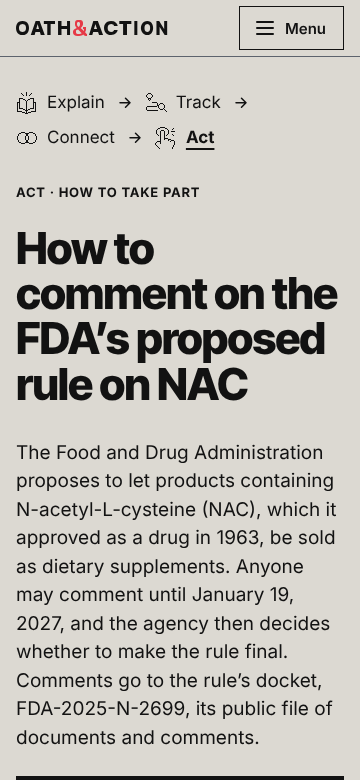 OATH&ACTION
Menu
Explain → Track →
Connect → Act
ACT · HOW TO TAKE PART
How to
comment on the
FDA’s proposed
rule on NAC
The Food and Drug Administration
proposes to let products containing
N-acetyl-L-cysteine (NAC), which it
approved as a drug in 1963, be sold
as dietary supplements. Anyone
may comment until January 19,
2027, and the agency then decides
whether to make the rule final.
Comments go to the rule’s docket,
FDA-2025-N-2699, its public file of
documents and comments.